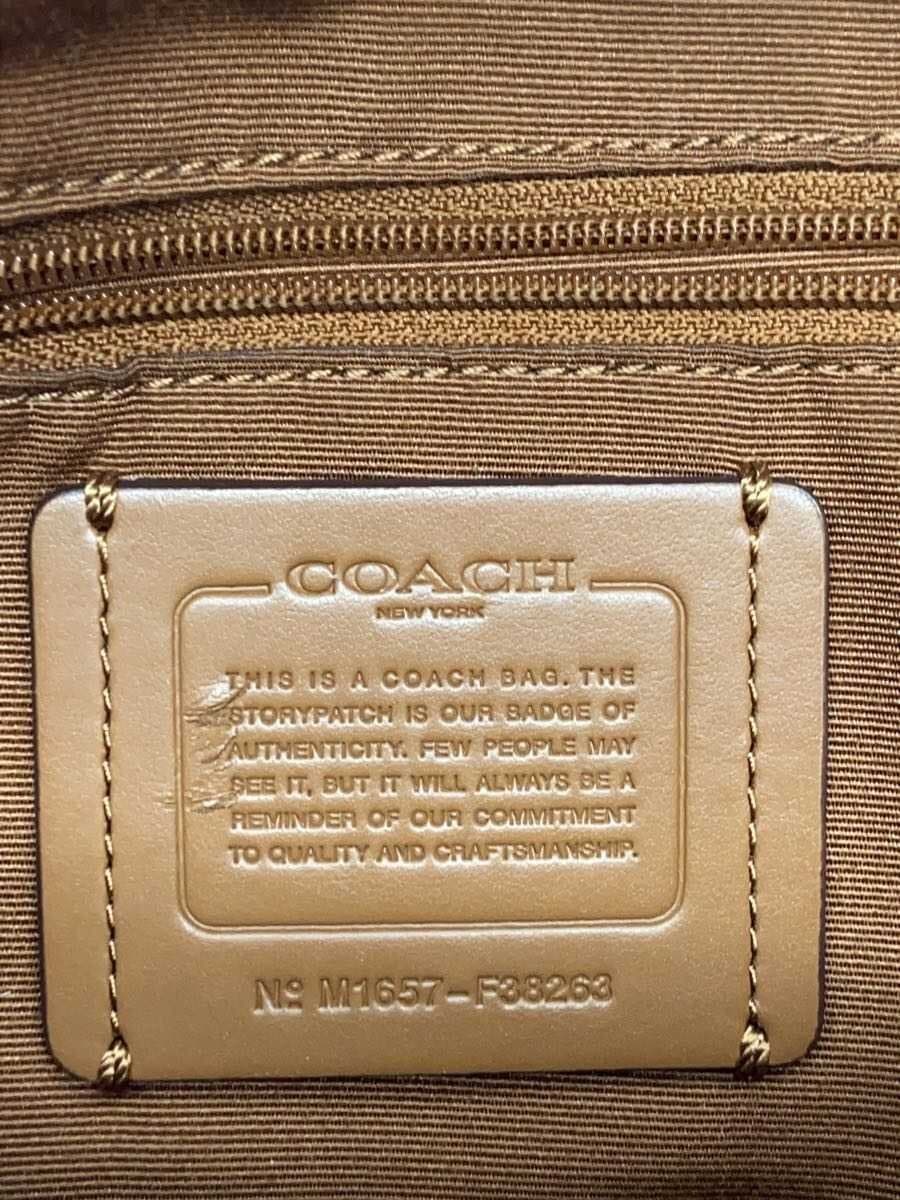 COACH
NEW YORK
THIS IS A COACH BAG. THE
STORYPATCH IS OUR BADGE OF
AUTHENTICITY. FEW PEOPLE MAY
SEE IT, BUT IT WILL ALWAYS BE A
REMINDER OF OUR COMMITMENT
TO QUALITY AND CRAFTSMANSHIP.
Nº M1657-F38263